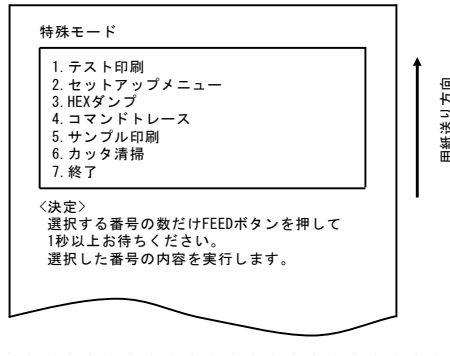 特殊モード
1.テスト印刷
2.セットアップメニュー
3.HEXダンプ
4.コマンドトレース
5.サンプル印刷
6.カッタ清掃
7.終了
<決定>
選択する番号の数だけFEEDボタンを押して
1秒以上お待ちください。
選択した番号の内容を実行します。
用紙送り方向